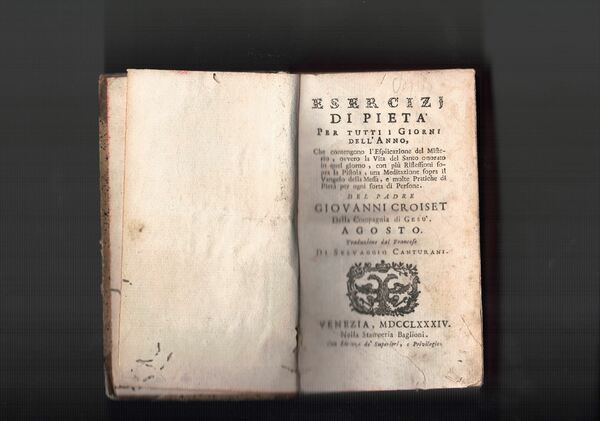 ESERCIZJ
DI PIETA'
PER TUTTI I GIORNI
DELL'ANNO,
Che contengono l'Esplicazione del Miste-
rio, ovvero la Vita del Santo onorato
in quel giorno, con più Riflessioni so-
pra la Pistola, una Meditazione sopra il
Vangelo della Messa, e molte Pratiche di
Pietà per ogni sorta di Persone.
DEL PADRE
GIOVANNI CROISET
Della Compagnia di GESU'.
AGOSTO.
Traduzione dal Francese
DI SELVAGGIO CANTURANI.
VENEZIA, MDCCLXXXIV.
Nella Stamperia Baglioni.
Con Licenza de' Superiori, e Privilegio.